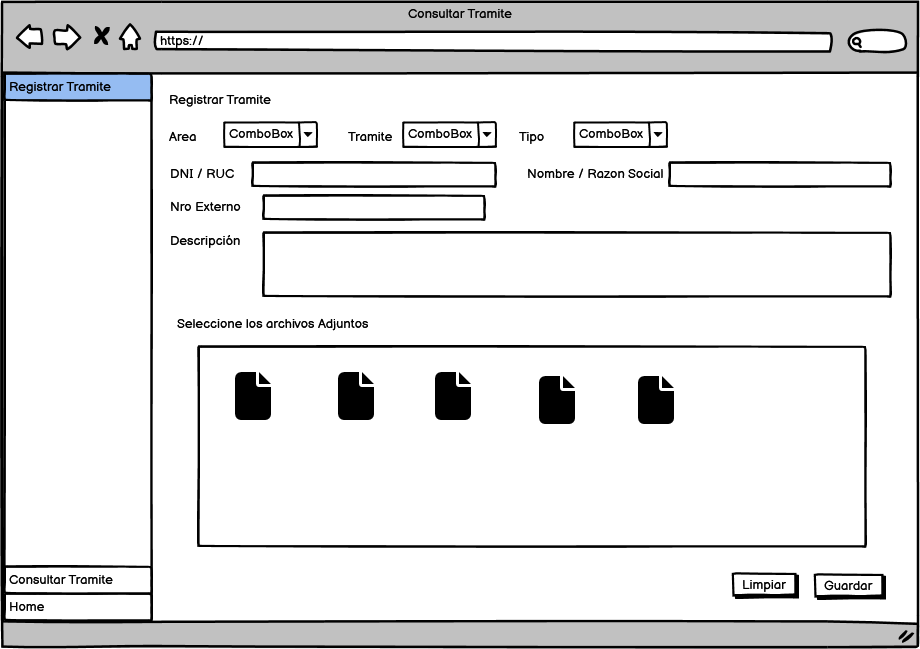 Consultar Tramite
https://
Registrar Tramite
Registrar Tramite
Area ComboBox Tramite ComboBox Tipo ComboBox
DNI / RUC Nombre / Razon Social
Nro Externo
Descripción
Seleccione los archivos Adjuntos
Consultar Tramite
Home
Limpiar Guardar